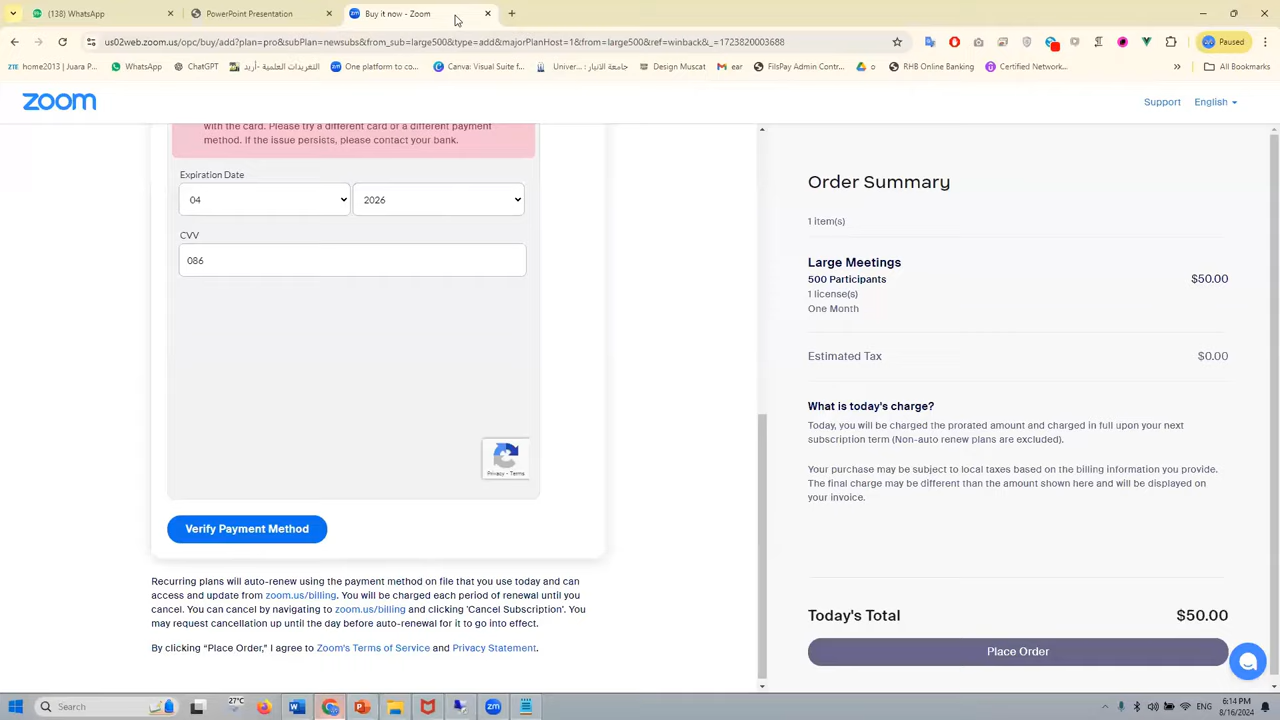 (138) WhatsApp
PowerPoint Presentation
Buy it now - Zoom
us02web.zoom.us/opc/buy/add?plan=pro&subPlan=newsubs&from_sub=large500&type=add&majorPlanHost=1&from=large500&ref=winback&_=1723820003688
Paused
home2013 | Juara P...
WhatsApp
ChatGPT
التغريدات العلمية - أريد
One platform to co...
Canva: Visual Suite f...
Univer... جامعة الانبار :
Design Muscat
ear
FilsPay Admin Contr...
o
RHB Online Banking
Certified Network...
All Bookmarks
zoom
Support
English
with the card. Please try a different card or a different payment
method. If the issue persists, please contact your bank.
Expiration Date
04
2026
CVV
086
Privacy - Terms
Verify Payment Method
Recurring plans will auto-renew using the payment method on file that you use today and can
access and update from zoom.us/billing. You will be charged each period of renewal until you
cancel. You can cancel by navigating to zoom.us/billing and clicking 'Cancel Subscription'. You
may request cancellation up until the day before auto-renewal for it to go into effect.
By clicking "Place Order," I agree to Zoom's Terms of Service and Privacy Statement.
Order Summary
1 item(s)
Large Meetings
500 Participants
$50.00
1 license(s)
One Month
Estimated Tax
$0.00
What is today's charge?
Today, you will be charged the prorated amount and charged in full upon your next
subscription term (Non-auto renew plans are excluded).
Your purchase may be subject to local taxes based on the billing information you provide.
The final charge may be different than the amount shown here and will be displayed on
your invoice.
Today's Total
$50.00
Place Order
Search
27°C
ENG
6:14 PM
8/16/2024